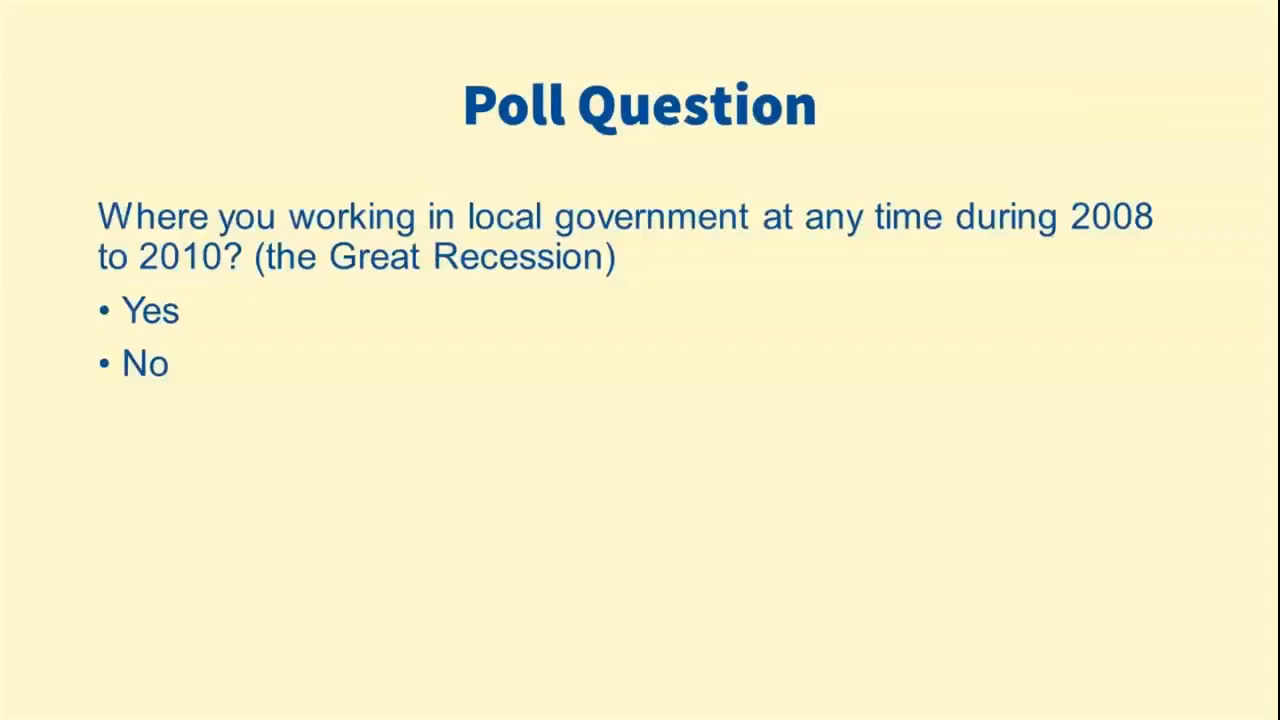 Poll Question
Where you working in local government at any time during 2008
to 2010? (the Great Recession)
• Yes
• No